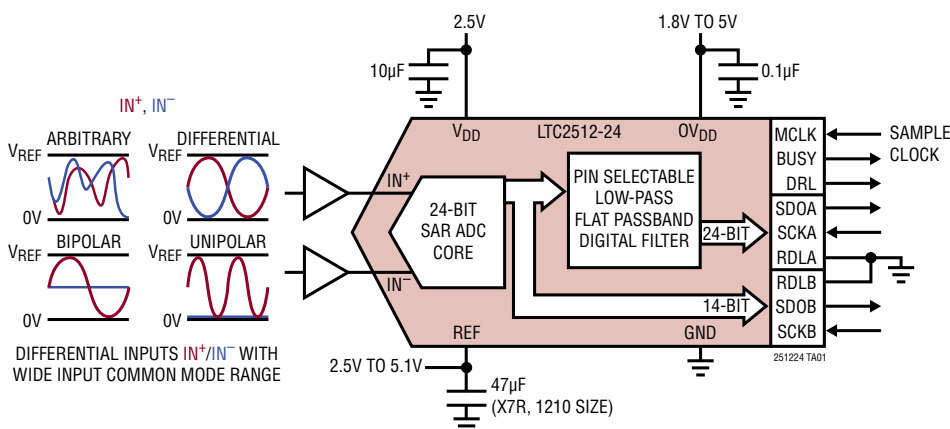 2.5V
1.8V TO 5V
10µF
0.1µF
IN⁺, IN⁻
ARBITRARY
DIFFERENTIAL
VREF
0V
VREF
0V
BIPOLAR
UNIPOLAR
VREF
0V
VREF
0V
DIFFERENTIAL INPUTS IN⁺/IN⁻ WITH
WIDE INPUT COMMON MODE RANGE
VDD
LTC2512-24
OVDD
IN⁺
IN⁻
24-BIT
SAR ADC
CORE
PIN SELECTABLE
LOW-PASS
FLAT PASSBAND
DIGITAL FILTER
24-BIT
14-BIT
REF
GND
MCLK
BUSY
DRL
SDOA
SCKA
RDLA
RDLB
SDOB
SCKB
SAMPLE
CLOCK
251224 TA01
2.5V TO 5.1V
47µF
(X7R, 1210 SIZE)